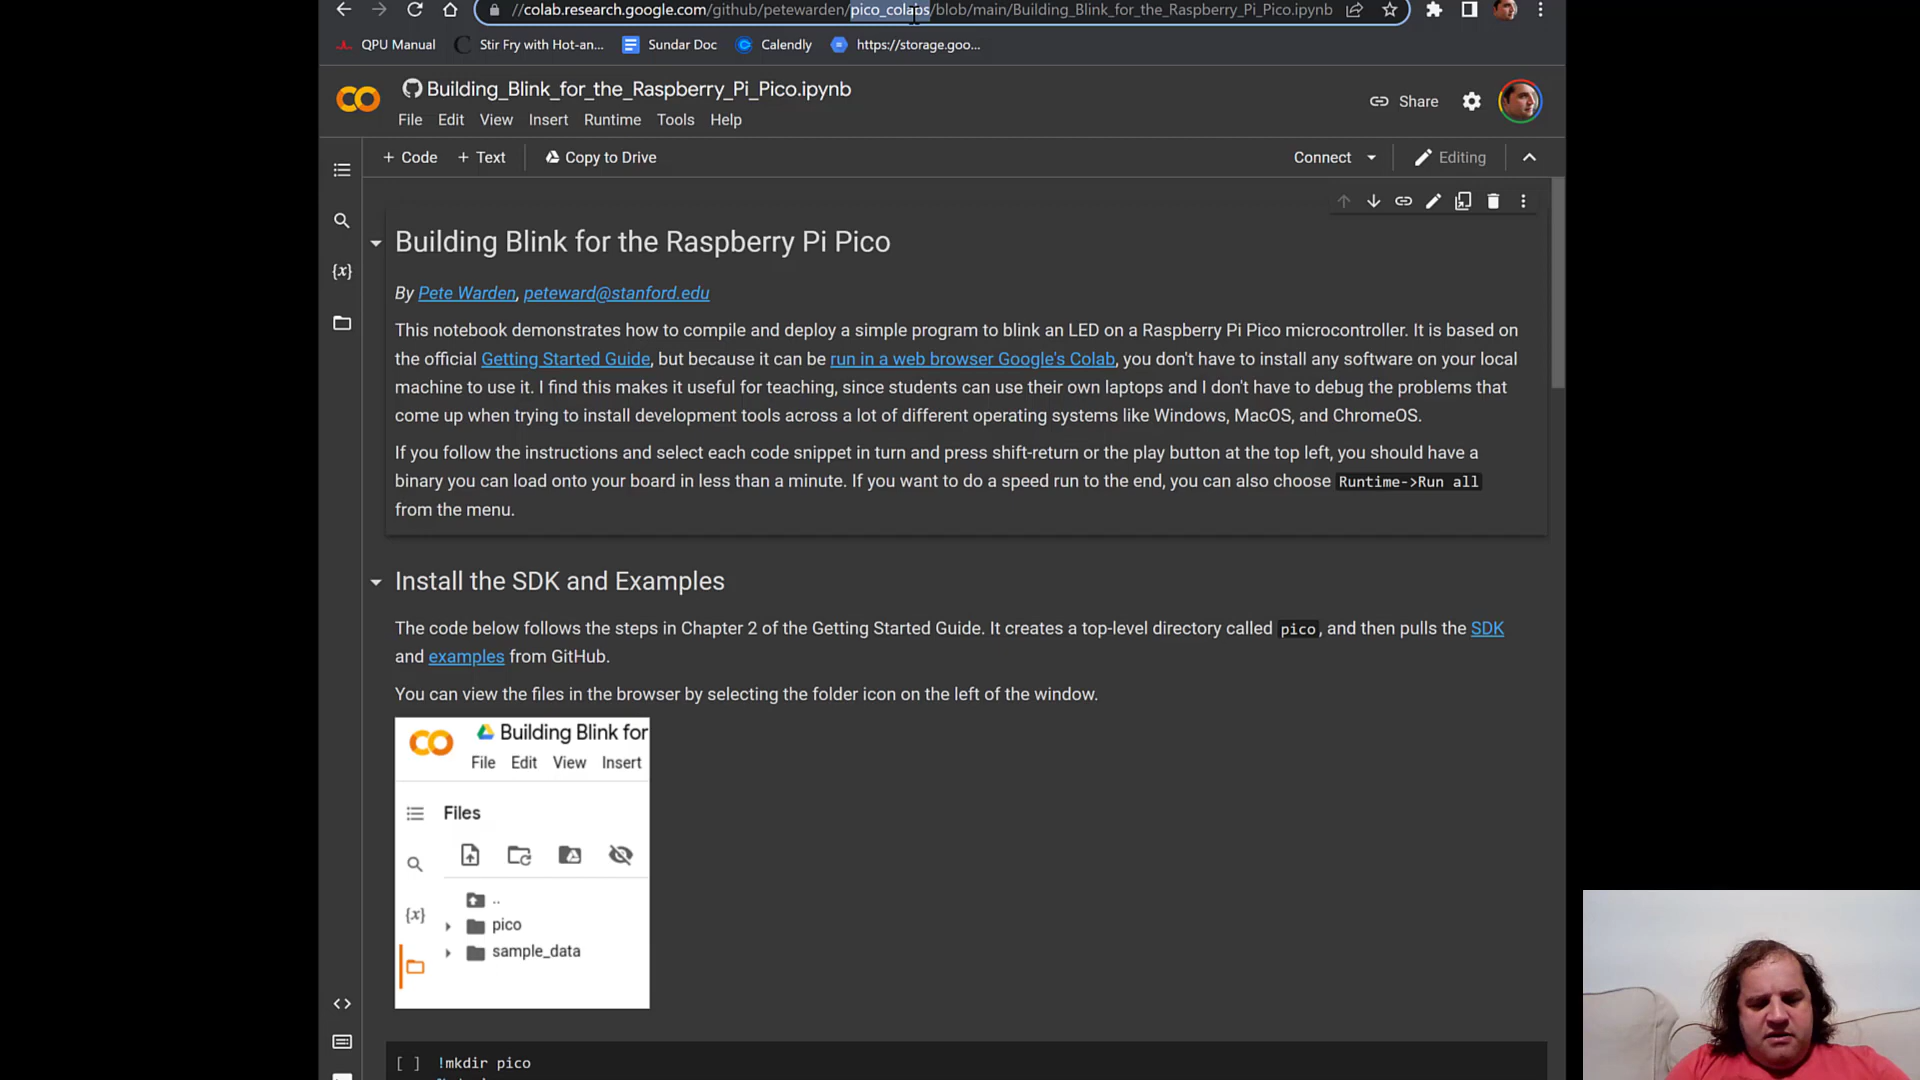 //colab.research.google.com/github/petewarden/pico_colabs/blob/main/Building_Blink_for_the_Raspberry_Pi_Pico.ipynb
QPU Manual Stir Fry with Hot-an... Sundar Doc Calendly https://storage.goo...
Building_Blink_for_the_Raspberry_Pi_Pico.ipynb
Share
File Edit View Insert Runtime Tools Help
+ Code + Text Copy to Drive Connect Editing
Building Blink for the Raspberry Pi Pico
By Pete Warden, peteward@stanford.edu
This notebook demonstrates how to compile and deploy a simple program to blink an LED on a Raspberry Pi Pico microcontroller. It is based on
the official Getting Started Guide, but because it can be run in a web browser Google's Colab, you don't have to install any software on your local
machine to use it. I find this makes it useful for teaching, since students can use their own laptops and I don't have to debug the problems that
come up when trying to install development tools across a lot of different operating systems like Windows, MacOS, and ChromeOS.
If you follow the instructions and select each code snippet in turn and press shift-return or the play button at the top left, you should have a
binary you can load onto your board in less than a minute. If you want to do a speed run to the end, you can also choose Runtime->Run all
from the menu.
Install the SDK and Examples
The code below follows the steps in Chapter 2 of the Getting Started Guide. It creates a top-level directory called pico, and then pulls the SDK
and examples from GitHub.
You can view the files in the browser by selecting the folder icon on the left of the window.
Building Blink for
File Edit View Insert
Files
..
{x}
pico
sample_data
[ ] !mkdir pico